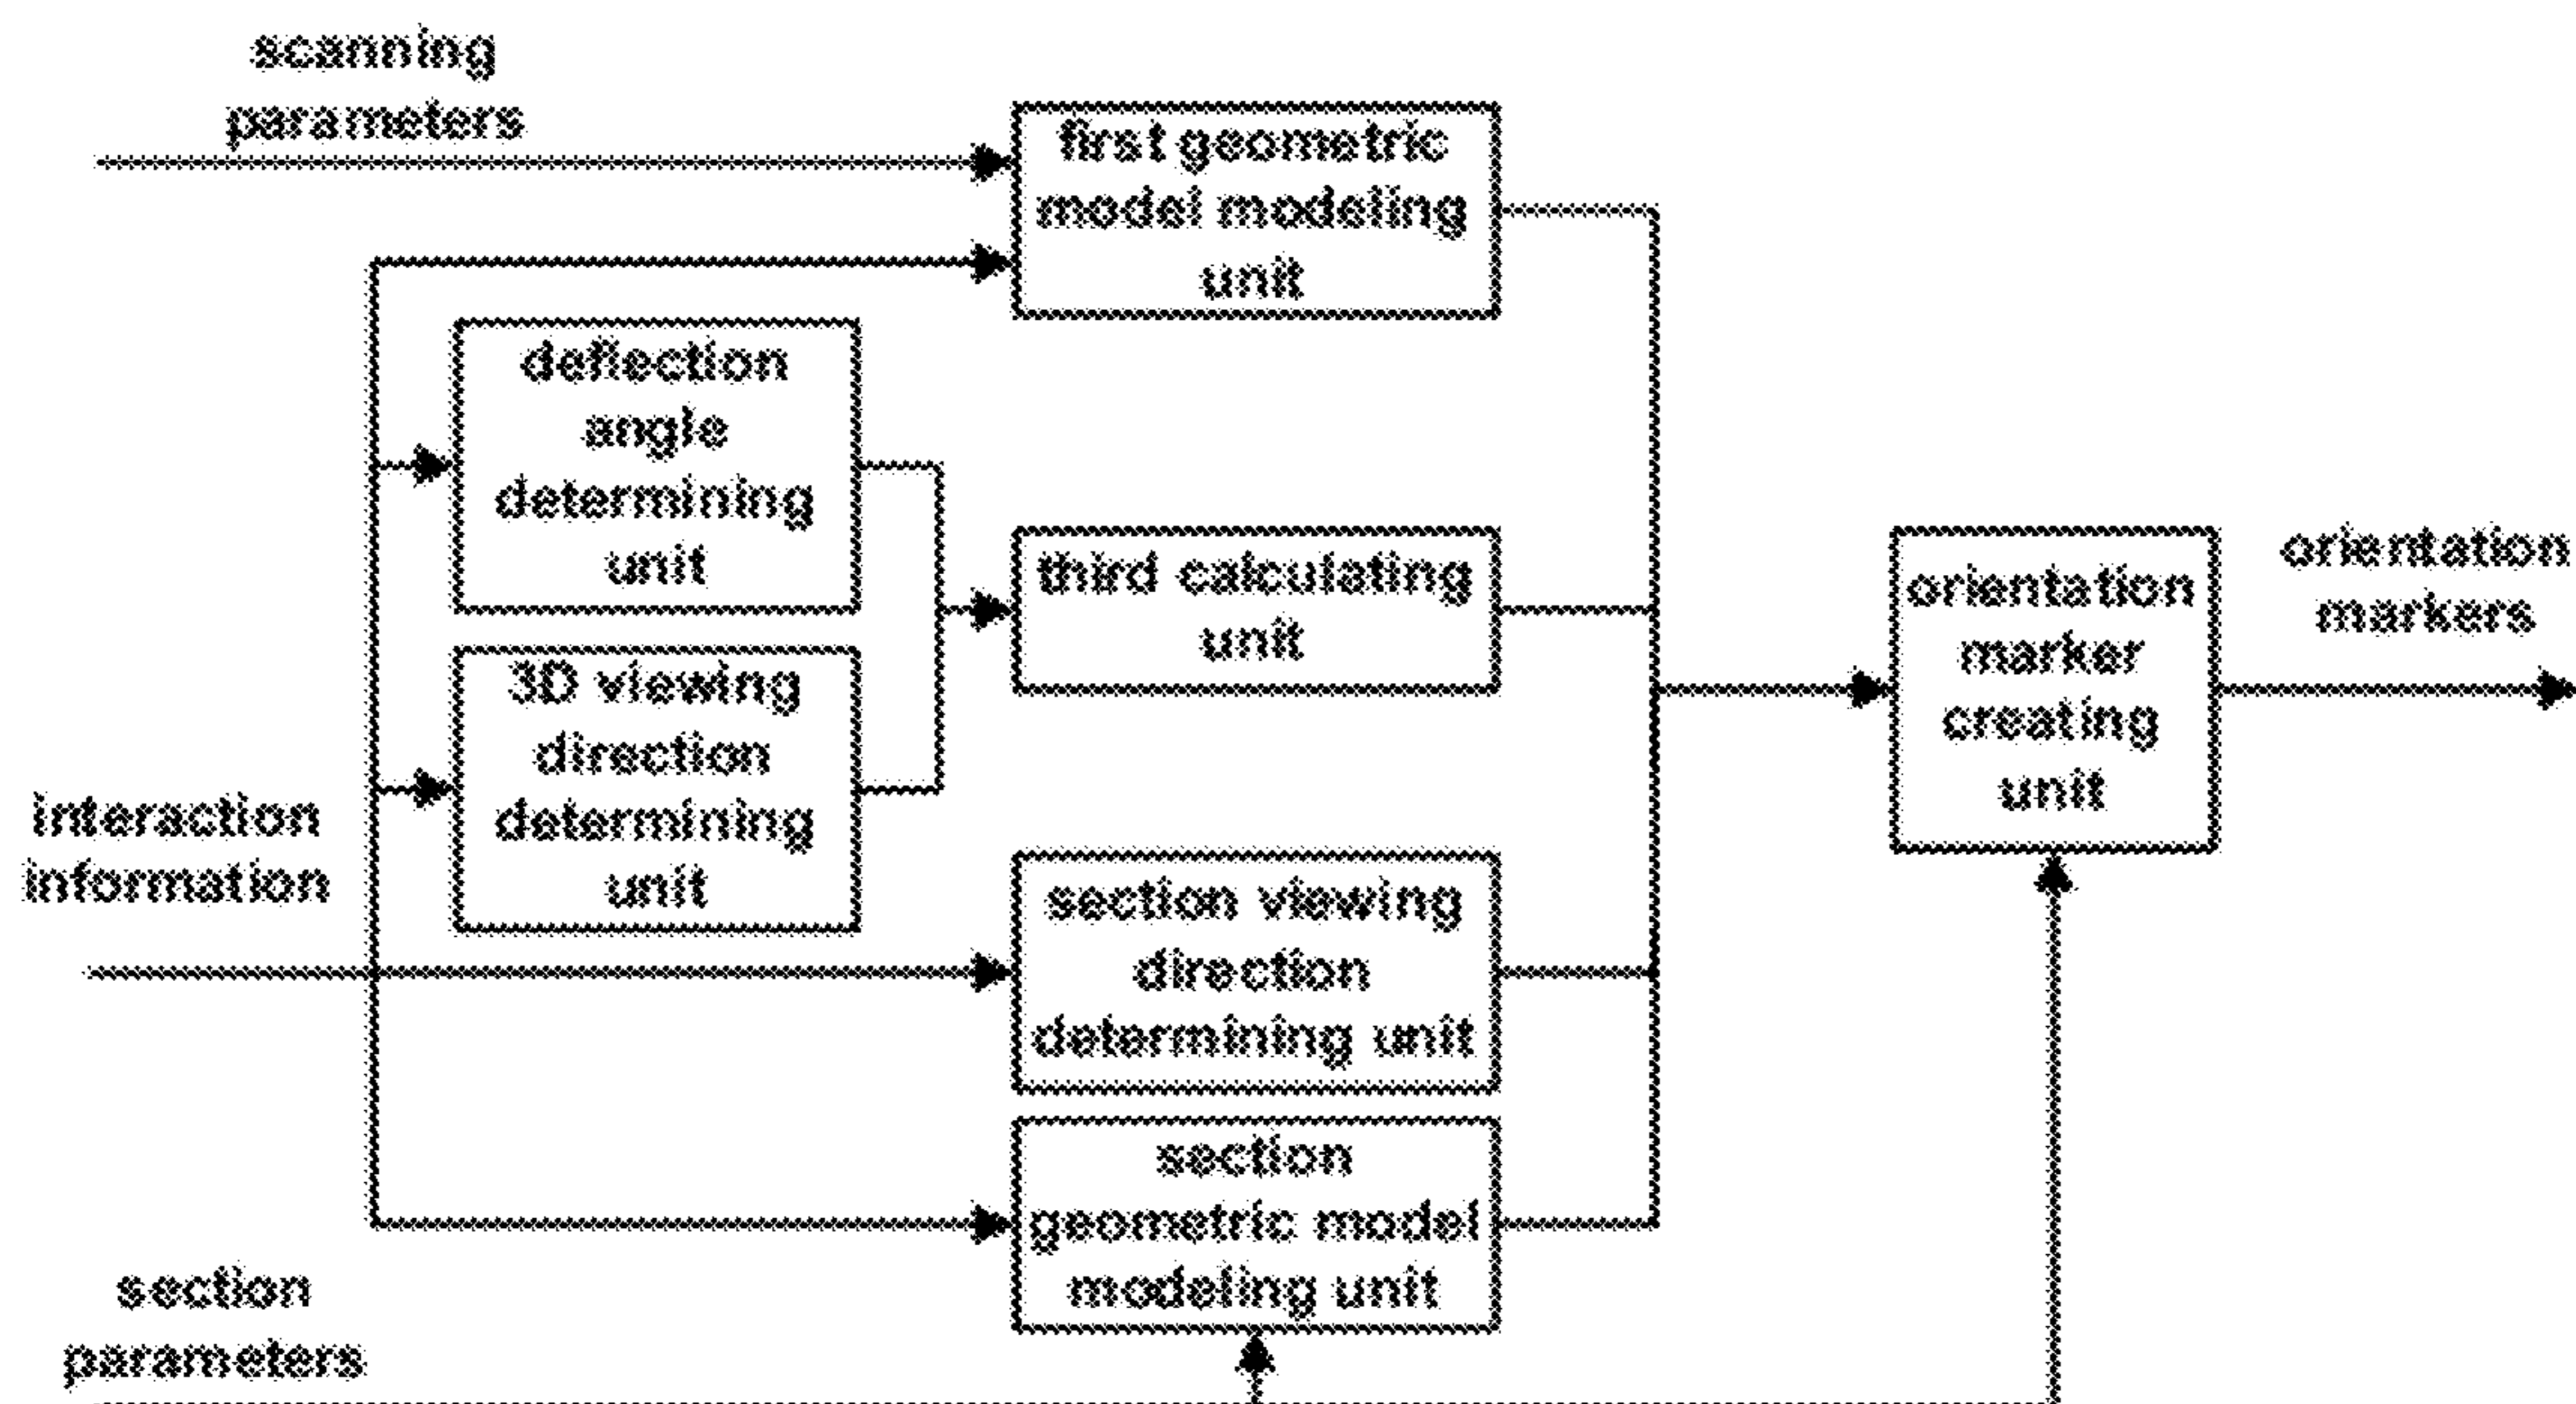 scanning
parameters
first geometric
model modeling
unit
deflection
angle
determining
unit
third calculating
unit
orientation
marker
creating
unit
orientation
markers
3D viewing
direction
determining
unit
interaction
information
section viewing
direction
determining unit
section
geometric model
modeling unit
section
parameters